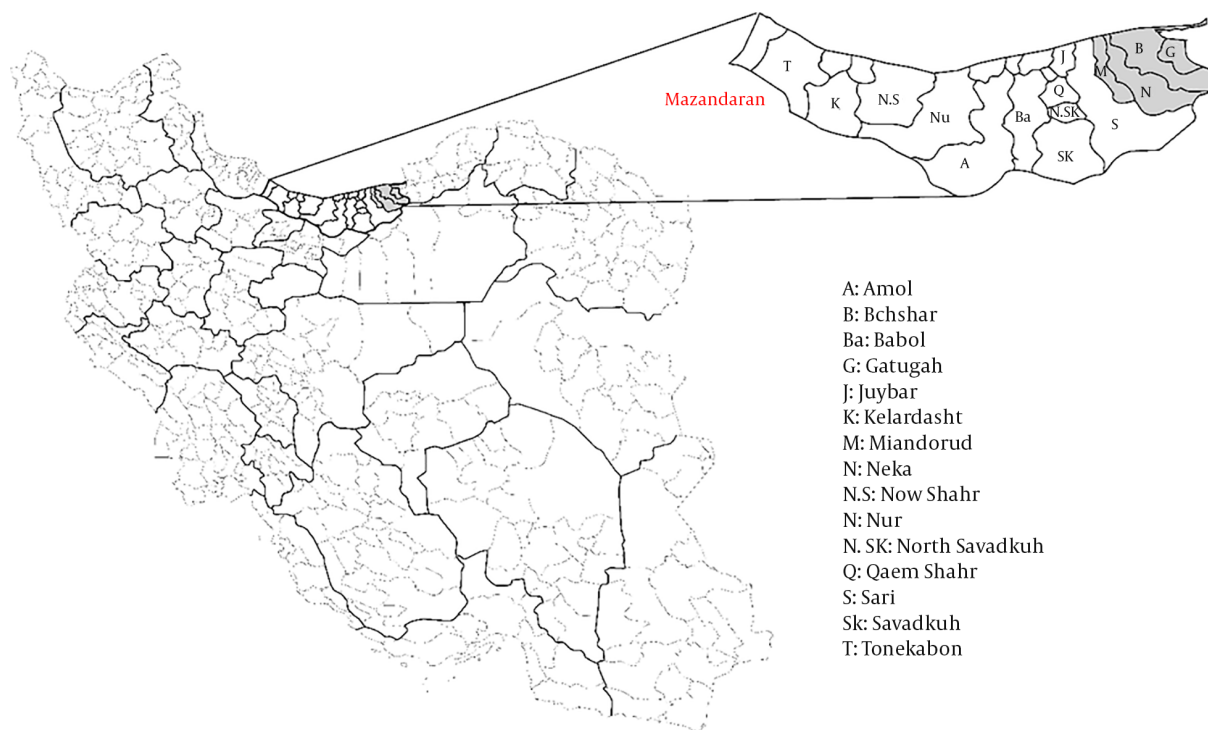 Mazandaran
T
K
N.S
Nu
A
Ba
J
Q
N.SK
SK
S
M
B
G
N
A: Amol
B: Bchshar
Ba: Babol
G: Gatugah
J: Juybar
K: Kelardasht
M: Miandorud
N: Neka
N.S: Now Shahr
N: Nur
N. SK: North Savadkuh
Q: Qaem Shahr
S: Sari
Sk: Savadkuh
T: Tonekabon